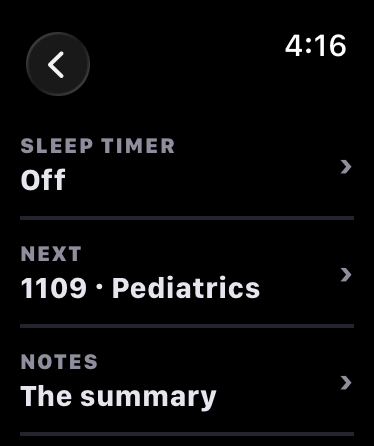 4:16
SLEEP TIMER
Off
NEXT
1109 · Pediatrics
NOTES
The summary